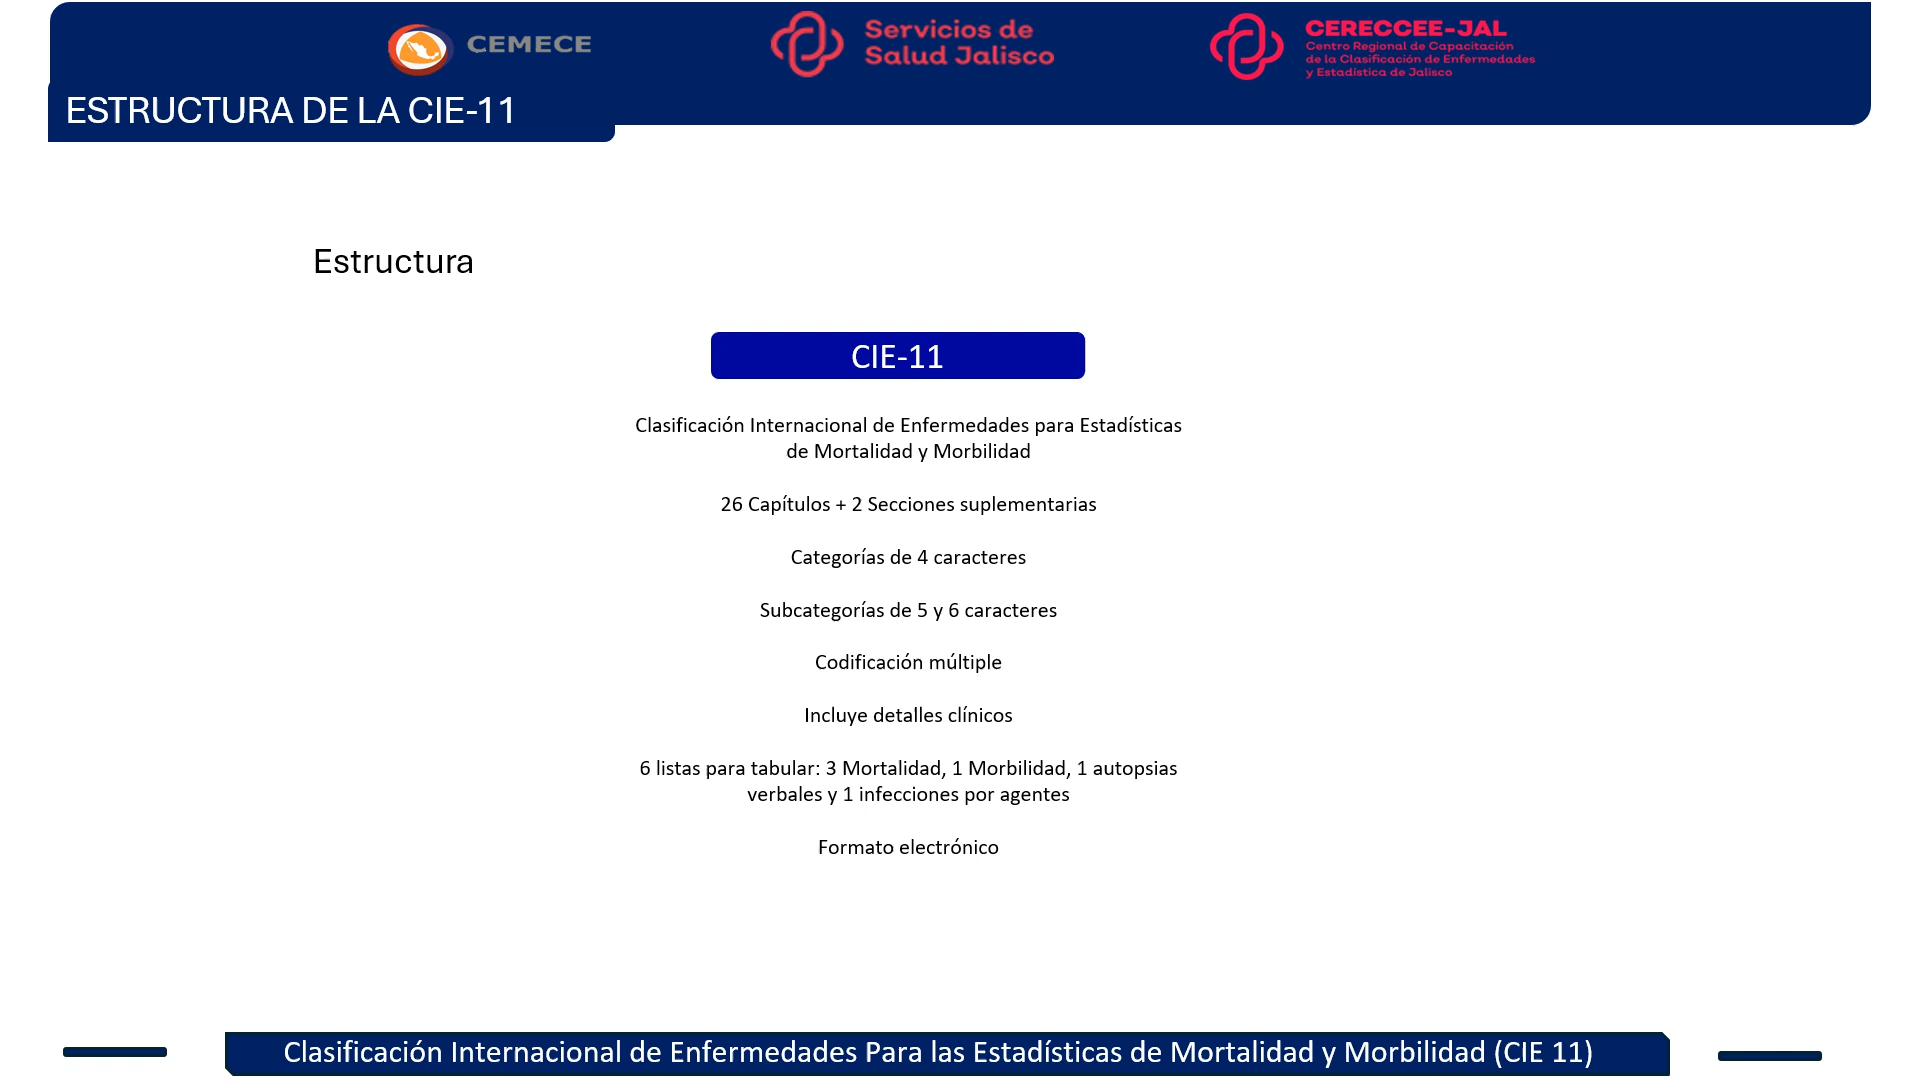 CEMECE
Servicios de
Salud Jalisco
CERECCEE-JAL
Centro Regional de Capacitación
de la Clasificación de Enfermedades
y Estadística de Jalisco
ESTRUCTURA DE LA CIE-11
Estructura
CIE-11
Clasificación Internacional de Enfermedades para Estadísticas
de Mortalidad y Morbilidad
26 Capítulos + 2 Secciones suplementarias
Categorías de 4 caracteres
Subcategorías de 5 y 6 caracteres
Codificación múltiple
Incluye detalles clínicos
6 listas para tabular: 3 Mortalidad, 1 Morbilidad, 1 autopsias
verbales y 1 infecciones por agentes
Formato electrónico
Clasificación Internacional de Enfermedades Para las Estadísticas de Mortalidad y Morbilidad (CIE 11)